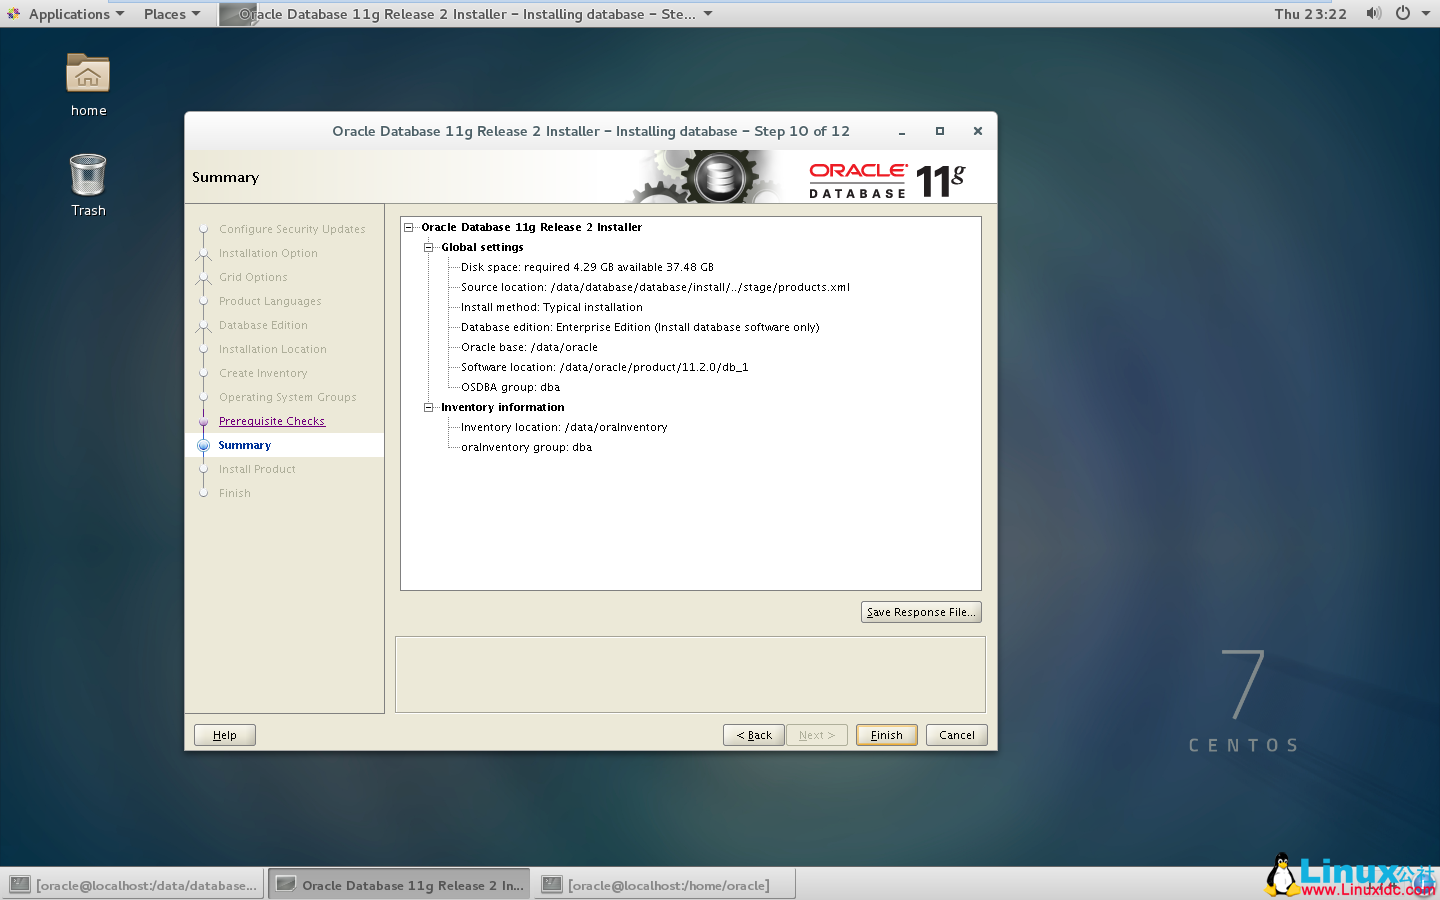 Applications Places Oracle Database 11g Release 2 Installer – Installing database – Ste... Thu 23:22
home
Trash
Oracle Database 11g Release 2 Installer – Installing database – Step 10 of 12
Summary
ORACLE
DATABASE 11g
Configure Security Updates
Installation Option
Grid Options
Product Languages
Database Edition
Installation Location
Create Inventory
Operating System Groups
Prerequisite Checks
Summary
Install Product
Finish
Oracle Database 11g Release 2 Installer
Global settings
Disk space: required 4.29 GB available 37.48 GB
Source location: /data/database/database/install/../stage/products.xml
Install method: Typical installation
Database edition: Enterprise Edition (Install database software only)
Oracle base: /data/oracle
Software location: /data/oracle/product/11.2.0/db_1
OSDBA group: dba
Inventory information
Inventory location: /data/oraInventory
oraInventory group: dba
Save Response File...
Help < Back Next > Finish Cancel
7
CENTOS
[oracle@localhost:/data/database... Oracle Database 11g Release 2 In... [oracle@localhost:/home/oracle]
Linux公社
www.Linuxidc.com